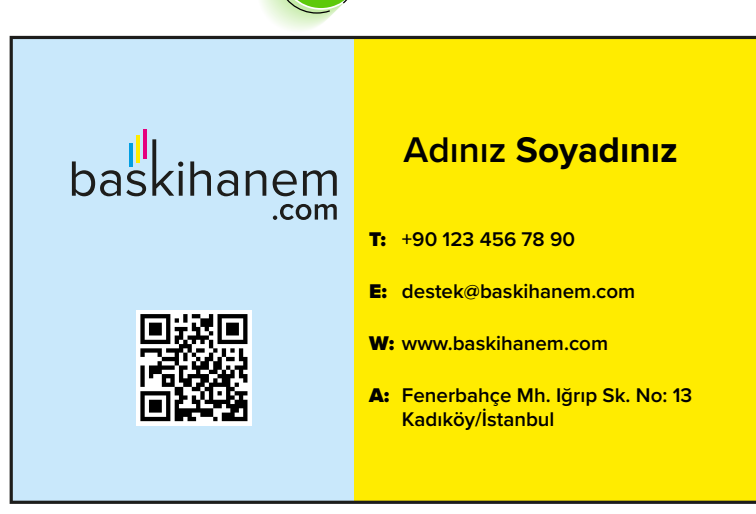 baskihanem
.com
Adınız Soyadınız
T: +90 123 456 78 90
E: destek@baskihanem.com
W: www.baskihanem.com
A: Fenerbahçe Mh. Iğrıp Sk. No: 13
Kadıköy/İstanbul